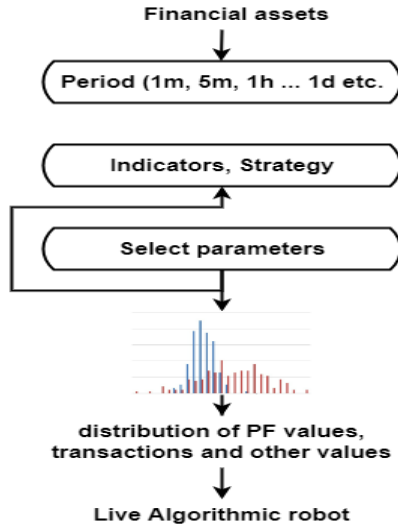 Financial assets
Period (1m, 5m, 1h ... 1d etc.
Indicators, Strategy
Select parameters
distribution of PF values,
transactions and other values
Live Algorithmic robot